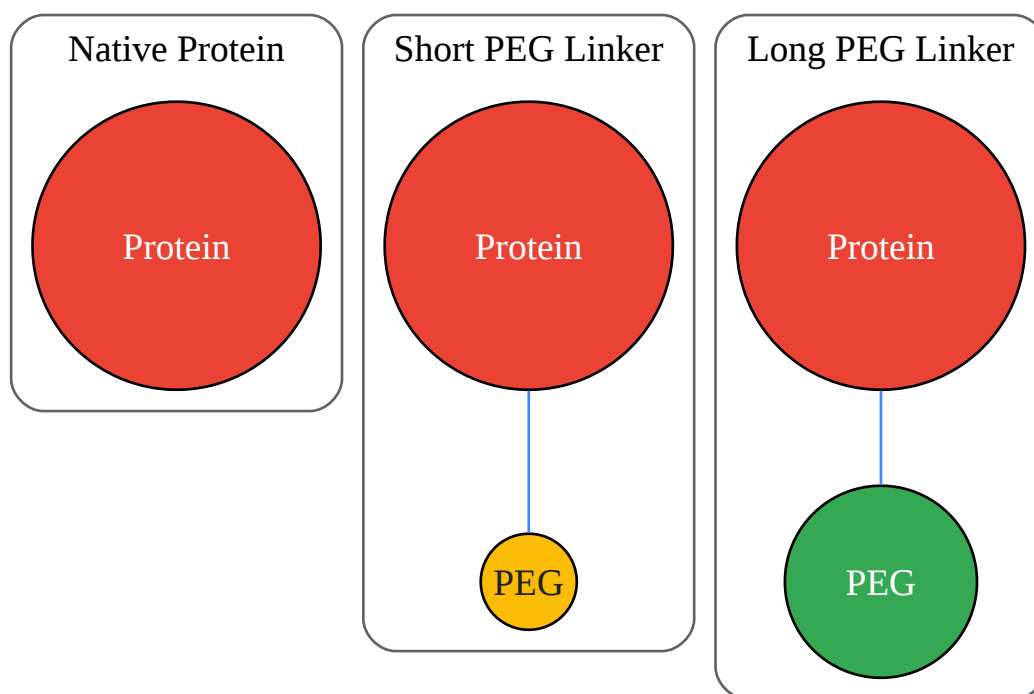 Native Protein
Protein
Short PEG Linker
Protein
PEG
Long PEG Linker
Protein
PEG